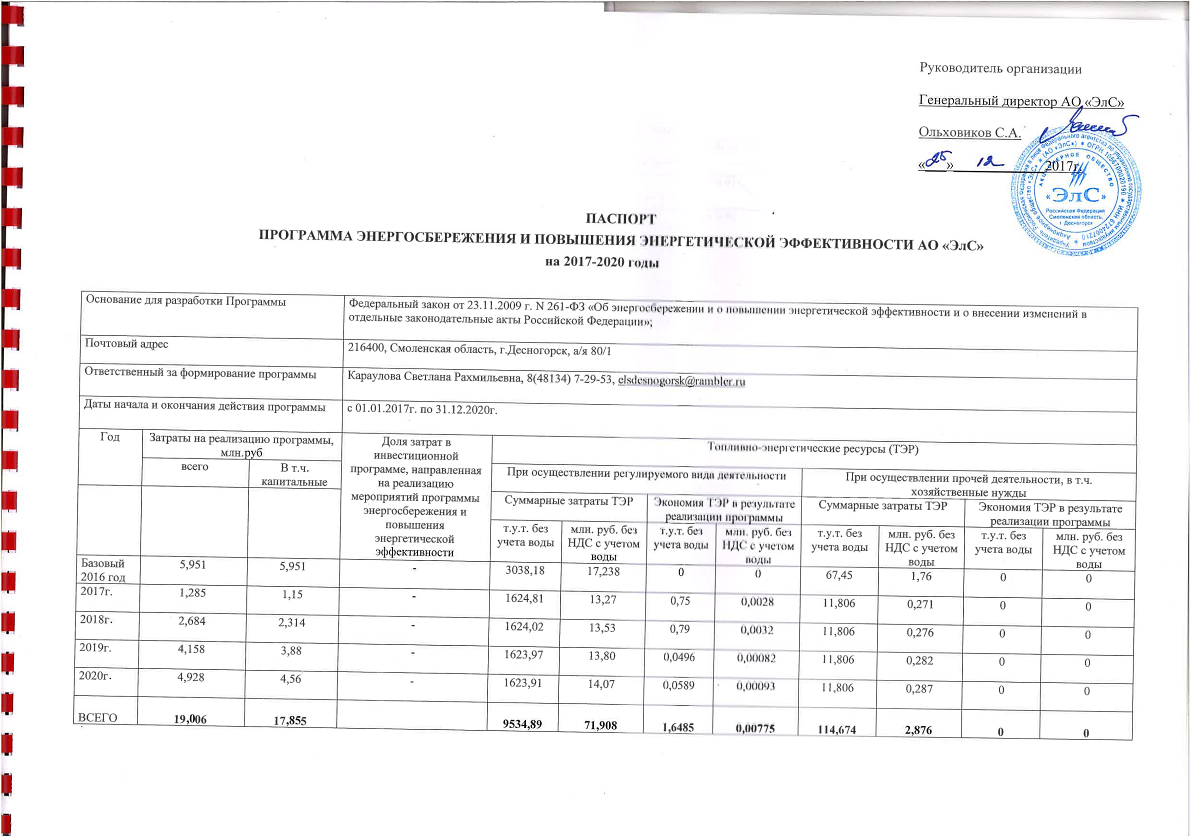 Руководитель организации
Генеральный директор АО «ЭлС»
Ольховиков С.А.
«25» 12 2017г.
АКЦИОНЕРНОЕ ОБЩЕСТВО
«ЭлС»
Российская Федерация
Смоленская область,
г. Десногорск
ПАСПОРТ
ПРОГРАММА ЭНЕРГОСБЕРЕЖЕНИЯ И ПОВЫШЕНИЯ ЭНЕРГЕТИЧЕСКОЙ ЭФФЕКТИВНОСТИ АО «ЭлС»
на 2017-2020 годы
Основание для разработки Программы
Федеральный закон от 23.11.2009 г. N 261-ФЗ «Об энергосбережении и о повышении энергетической эффективности и о внесении изменений в
отдельные законодательные акты Российской Федерации»;
Почтовый адрес
216400, Смоленская область, г.Десногорск, а/я 80/1
Ответственный за формирование программы
Караулова Светлана Рахмильевна, 8(48134) 7-29-53, elsdesnogorsk@rambler.ru
Даты начала и окончания действия программы
с 01.01.2017г. по 31.12.2020г.
Год
Затраты на реализацию программы,
млн.руб
всего
В т.ч.
капитальные
Доля затрат в
инвестиционной
программе, направленная
на реализацию
мероприятий программы
энергосбережения и
повышения
энергетической
эффективности
Топливно-энергетические ресурсы (ТЭР)
При осуществлении регулируемого вида деятельности
При осуществлении прочей деятельности, в т.ч.
хозяйственные нужды
Суммарные затраты ТЭР
Экономия ТЭР в результате
реализации программы
Суммарные затраты ТЭР
Экономия ТЭР в результате
реализации программы
т.у.т. без
учета воды
млн. руб. без
НДС с учетом
воды
т.у.т. без
учета воды
млн. руб. без
НДС с учетом
воды
т.у.т. без
учета воды
млн. руб. без
НДС с учетом
воды
т.у.т. без
учета воды
млн. руб. без
НДС с учетом
воды
Базовый
2016 год 5,951 5,951 - 3038,18 17,238 0 0 67,45 1,76 0 0
2017г. 1,285 1,15 - 1624,81 13,27 0,75 0,0028 11,806 0,271 0 0
2018г. 2,684 2,314 - 1624,02 13,53 0,79 0,0032 11,806 0,276 0 0
2019г. 4,158 3,88 - 1623,97 13,80 0,0496 0,00082 11,806 0,282 0 0
2020г. 4,928 4,56 - 1623,91 14,07 0,0589 0,00093 11,806 0,287 0 0
ВСЕГО 19,006 17,855 9534,89 71,908 1,6485 0,00775 114,674 2,876 0 0